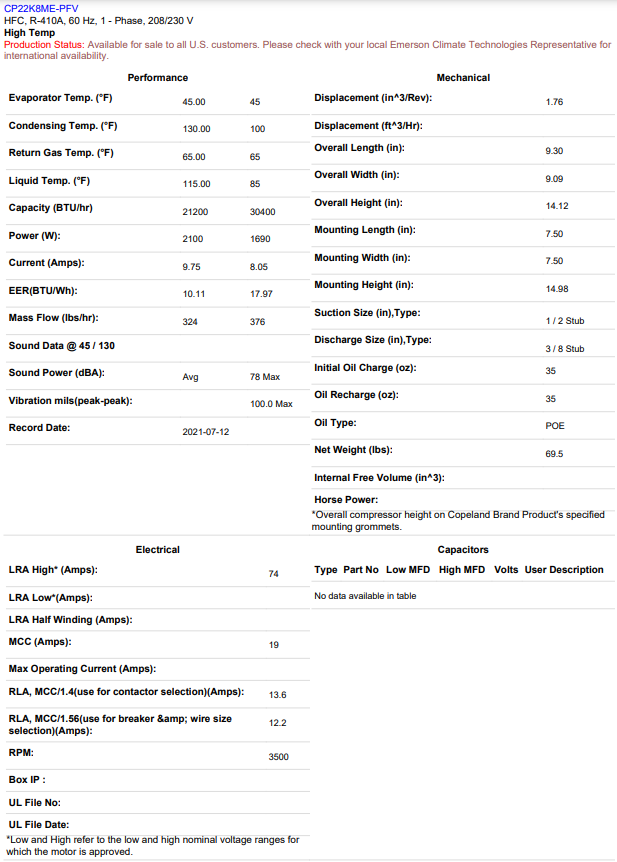 CP22K8ME-PFV
HFC, R-410A, 60 Hz, 1 - Phase, 208/230 V
High Temp
Production Status: Available for sale to all U.S. customers. Please check with your local Emerson Climate Technologies Representative for
international availability.
Performance
Evaporator Temp. (°F) 45.00 45
Condensing Temp. (°F) 130.00 100
Return Gas Temp. (°F) 65.00 65
Liquid Temp. (°F) 115.00 85
Capacity (BTU/hr) 21200 30400
Power (W): 2100 1690
Current (Amps): 9.75 8.05
EER(BTU/Wh): 10.11 17.97
Mass Flow (lbs/hr): 324 376
Sound Data @ 45 / 130
Sound Power (dBA): Avg 78 Max
Vibration mils(peak-peak): 100.0 Max
Record Date: 2021-07-12
Mechanical
Displacement (in^3/Rev): 1.76
Displacement (ft^3/Hr):
Overall Length (in): 9.30
Overall Width (in): 9.09
Overall Height (in): 14.12
Mounting Length (in): 7.50
Mounting Width (in): 7.50
Mounting Height (in): 14.98
Suction Size (in),Type: 1 / 2 Stub
Discharge Size (in),Type: 3 / 8 Stub
Initial Oil Charge (oz): 35
Oil Recharge (oz): 35
Oil Type: POE
Net Weight (lbs): 69.5
Internal Free Volume (in^3):
Horse Power:
*Overall compressor height on Copeland Brand Product's specified
mounting grommets.
Electrical
LRA High* (Amps): 74
LRA Low*(Amps):
LRA Half Winding (Amps):
MCC (Amps): 19
Max Operating Current (Amps):
RLA, MCC/1.4(use for contactor selection)(Amps): 13.6
RLA, MCC/1.56(use for breaker &amp; wire size
selection)(Amps): 12.2
RPM: 3500
Box IP :
UL File No:
UL File Date:
*Low and High refer to the low and high nominal voltage ranges for
which the motor is approved.
Capacitors
Type Part No Low MFD High MFD Volts User Description
No data available in table